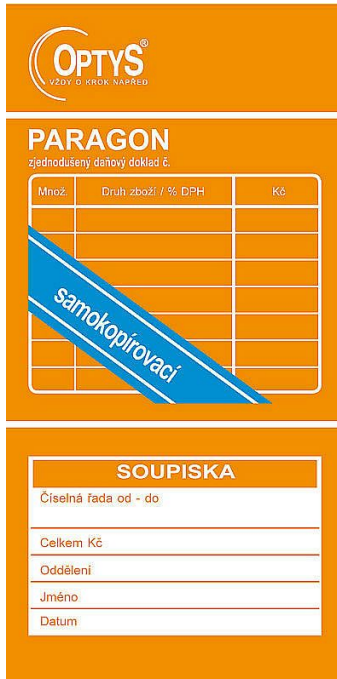 OPTYS®
VŽDY O KROK NAPŘED
PARAGON
zjednodušený daňový doklad č.
Množ. Druh.zboží / % DPH Kč
samokopírovací
SOUPISKA
Číselná řada od - do
Celkem Kč
Oddělení
Jméno
Datum